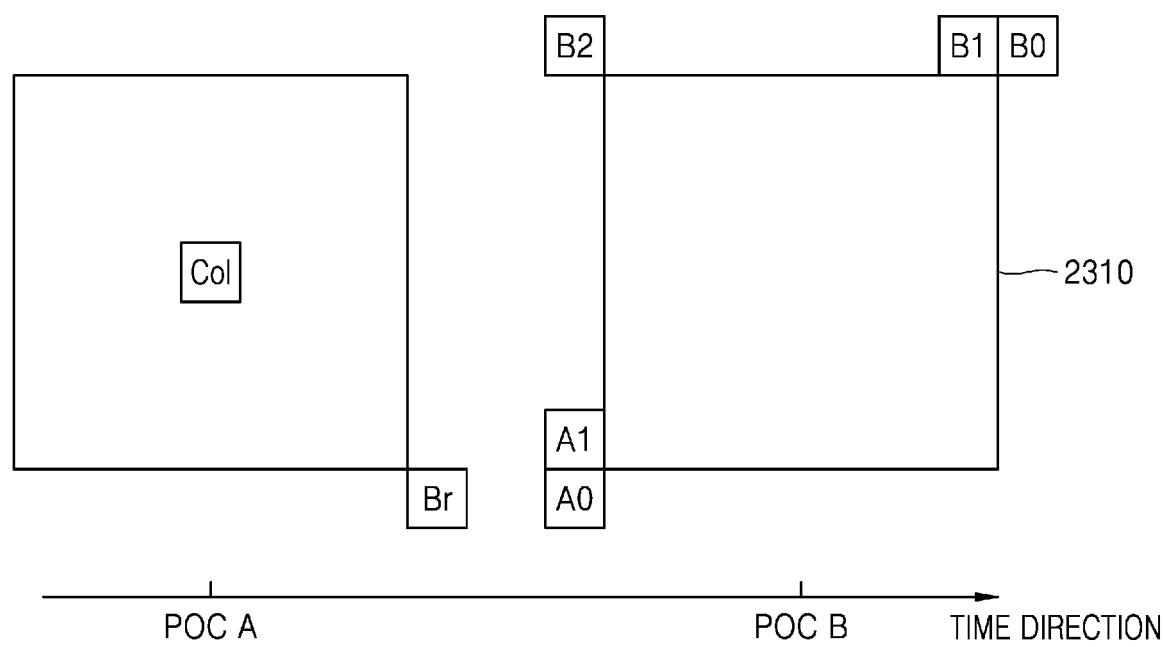 B2
B1 B0
Col
2310
A1
Br
A0
POC A
POC B
TIME DIRECTION